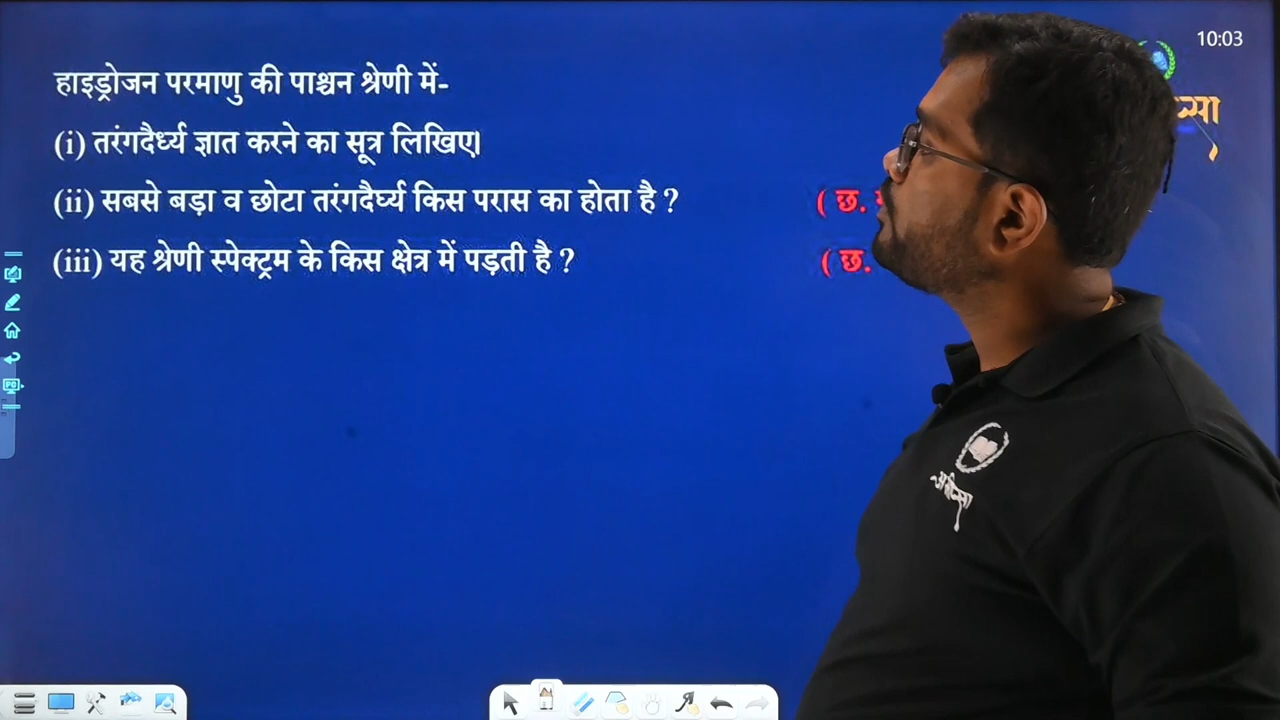 10:03
हाइड्रोजन परमाणु की पाश्चन श्रेणी में-
(i) तरंगदैर्ध्य ज्ञात करने का सूत्र लिखिए।
(ii) सबसे बड़ा व छोटा तरंगदैर्घ्य किस परास का होता है ? ( छ.
(iii) यह श्रेणी स्पेक्ट्रम के किस क्षेत्र में पड़ती है ? ( छ.